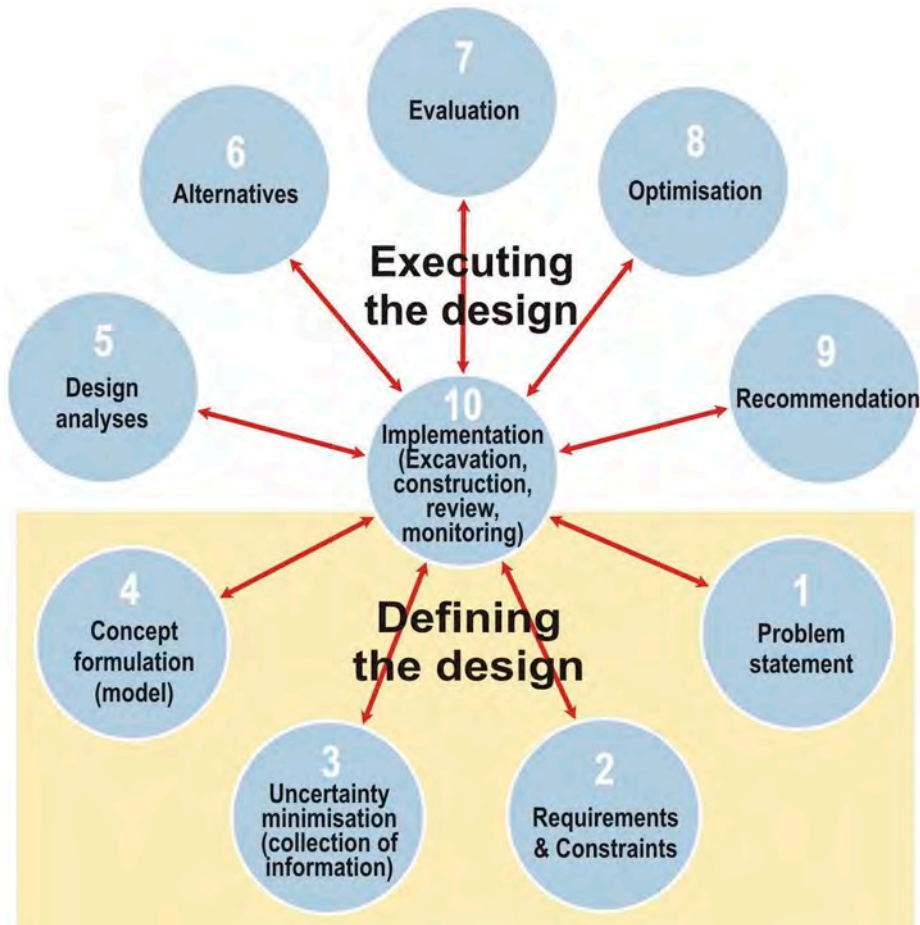 7
Evaluation
6
Alternatives
8
Optimisation
Executing
the design
5
Design
analyses
9
Recommendation
10
Implementation
(Excavation,
construction,
review,
monitoring)
4
Concept
formulation
(model)
Defining
the design
1
Problem
statement
3
Uncertainty
minimisation
(collection of
information)
2
Requirements
& Constraints